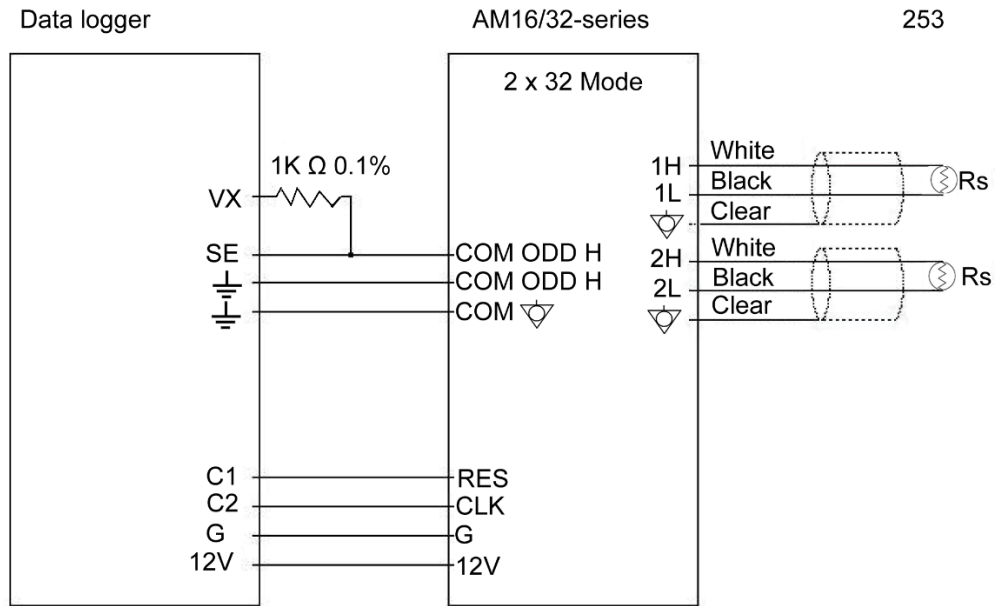 Data logger
AM16/32-series
253
2 x 32 Mode
1K Ω 0.1%
VX
SE
COM ODD H
COM ODD H
COM
C1
C2
G
12V
RES
CLK
G
12V
1H
1L
White
Black
Clear
Rs
2H
2L
White
Black
Clear
Rs